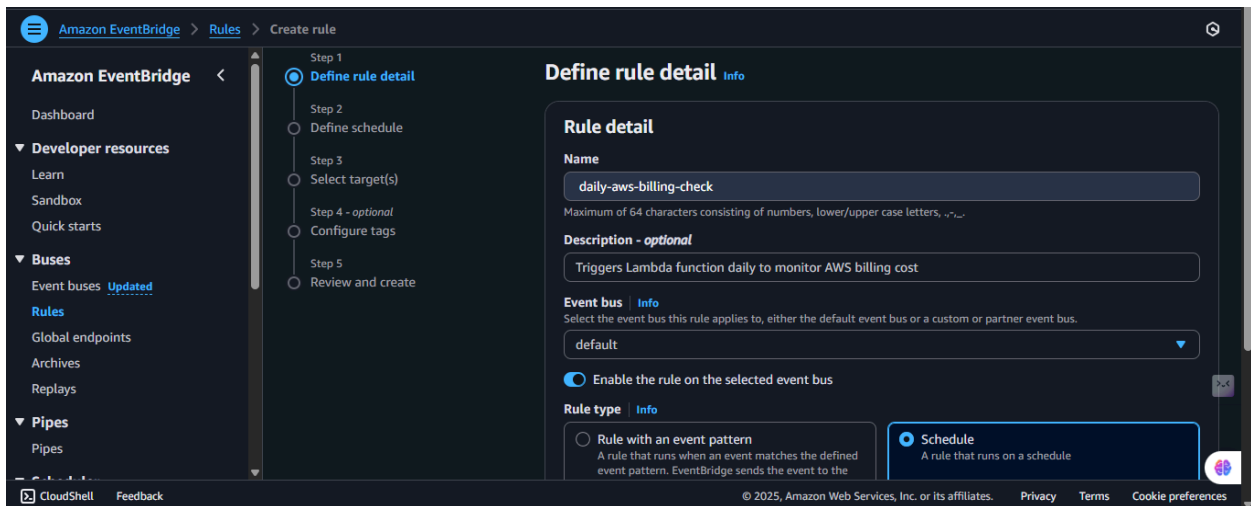 Amazon EventBridge > Rules > Create rule
Amazon EventBridge
Dashboard
Developer resources
Learn
Sandbox
Quick starts
Buses
Event buses Updated
Rules
Global endpoints
Archives
Replays
Pipes
Pipes
Step 1
Define rule detail
Step 2
Define schedule
Step 3
Select target(s)
Step 4 - optional
Configure tags
Step 5
Review and create
Define rule detail Info
Rule detail
Name
daily-aws-billing-check
Maximum of 64 characters consisting of numbers, lower/upper case letters, .,-,_.
Description - optional
Triggers Lambda function daily to monitor AWS billing cost
Event bus Info
Select the event bus this rule applies to, either the default event bus or a custom or partner event bus.
default
Enable the rule on the selected event bus
Rule type Info
Rule with an event pattern
A rule that runs when an event matches the defined
event pattern. EventBridge sends the event to the
Schedule
A rule that runs on a schedule
CloudShell Feedback © 2025, Amazon Web Services, Inc. or its affiliates. Privacy Terms Cookie preferences